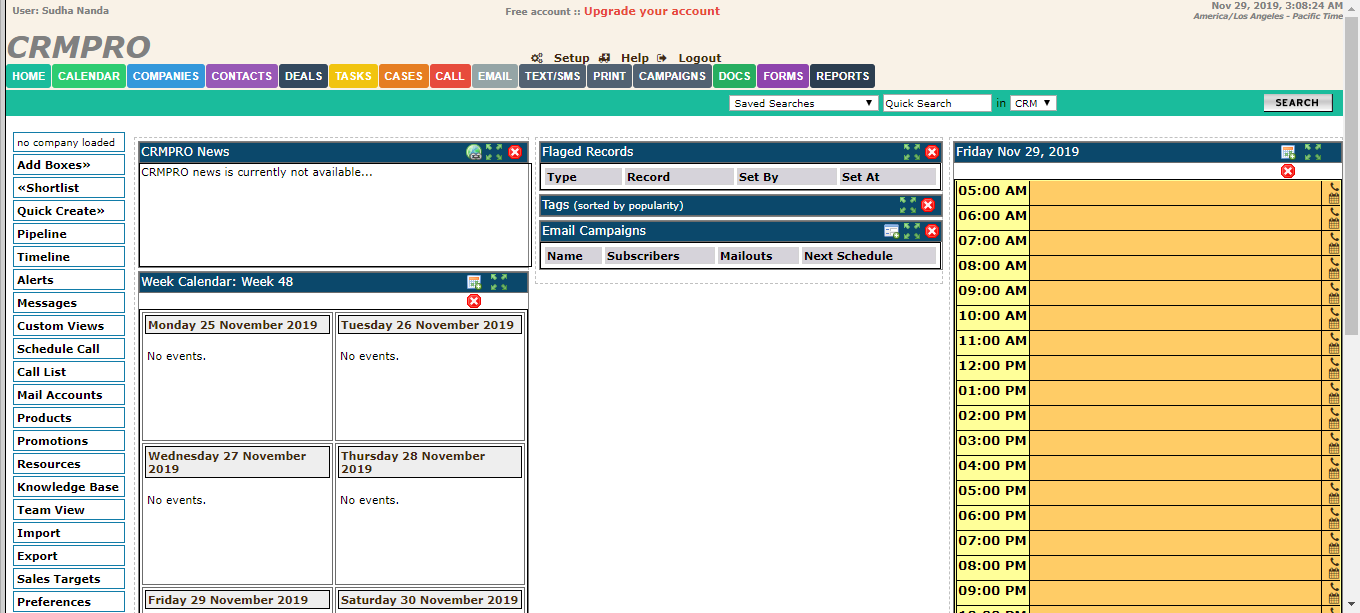 User: Sudha Nanda
Free account :: Upgrade your account
Nov 29, 2019, 3:08:24 AM
America/Los Angeles - Pacific Time
CRMPRO
Setup Help Logout
HOME CALENDAR COMPANIES CONTACTS DEALS TASKS CASES CALL EMAIL TEXT/SMS PRINT CAMPAIGNS DOCS FORMS REPORTS
Saved Searches Quick Search in CRM SEARCH
no company loaded
Add Boxes»
«Shortlist
Quick Create»
Pipeline
Timeline
Alerts
Messages
Custom Views
Schedule Call
Call List
Mail Accounts
Products
Promotions
Resources
Knowledge Base
Team View
Import
Export
Sales Targets
Preferences
CRMPRO News
CRMPRO news is currently not available...
Week Calendar: Week 48
Monday 25 November 2019
No events.
Tuesday 26 November 2019
No events.
Wednesday 27 November
2019
No events.
Thursday 28 November
2019
No events.
Friday 29 November 2019
Saturday 30 November 2019
Flaged Records
Type Record Set By Set At
Tags (sorted by popularity)
Email Campaigns
Name Subscribers Mailouts Next Schedule
Friday Nov 29, 2019
05:00 AM
06:00 AM
07:00 AM
08:00 AM
09:00 AM
10:00 AM
11:00 AM
12:00 PM
01:00 PM
02:00 PM
03:00 PM
04:00 PM
05:00 PM
06:00 PM
07:00 PM
08:00 PM
09:00 PM